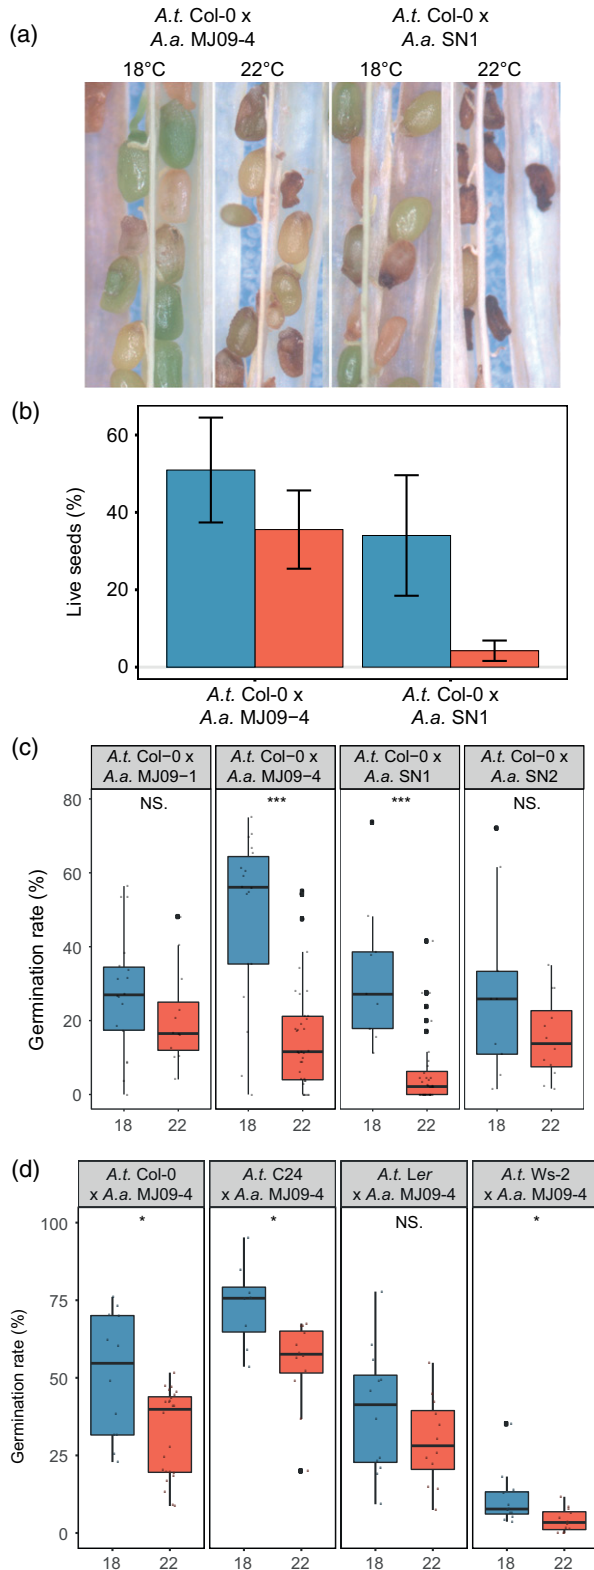 (a)
A.t. Col-0 x
A.a. MJ09-4
A.t. Col-0 x
A.a. SN1
18°C
22°C
18°C
22°C
(b)
Live seeds (%)
60
40
20
0
A.t. Col-0 x
A.a. MJ09−4
A.t. Col-0 x
A.a. SN1
(c)
A.t. Col−0 x
A.a. MJ09−1
A.t. Col−0 x
A.a. MJ09−4
A.t. Col−0 x
A.a. SN1
A.t. Col−0 x
A.a. SN2
NS.
***
***
NS.
Germination rate (%)
80
60
40
20
0
18 22
18 22
18 22
18 22
(d)
A.t. Col-0
x A.a. MJ09-4
A.t. C24
x A.a. MJ09-4
A.t. Ler
x A.a. MJ09-4
A.t. Ws-2
x A.a. MJ09-4
*
*
NS.
*
Germination rate (%)
100
75
50
25
0
18 22
18 22
18 22
18 22